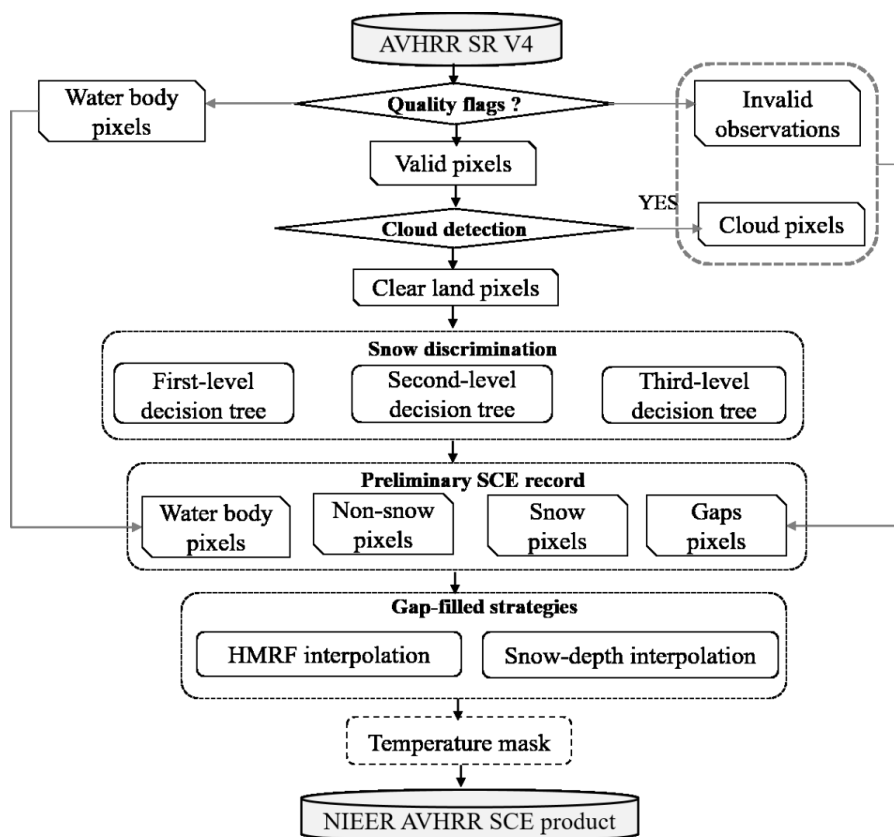 AVHRR SR V4
Water body
pixels
Quality flags ?
Invalid
observations
Valid pixels
YES
Cloud detection
Cloud pixels
Clear land pixels
Snow discrimination
First-level
decision tree
Second-level
decision tree
Third-level
decision tree
Preliminary SCE record
Water body
pixels
Non-snow
pixels
Snow
pixels
Gaps
pixels
Gap-filled strategies
HMRF interpolation
Snow-depth interpolation
Temperature mask
NIEER AVHRR SCE product